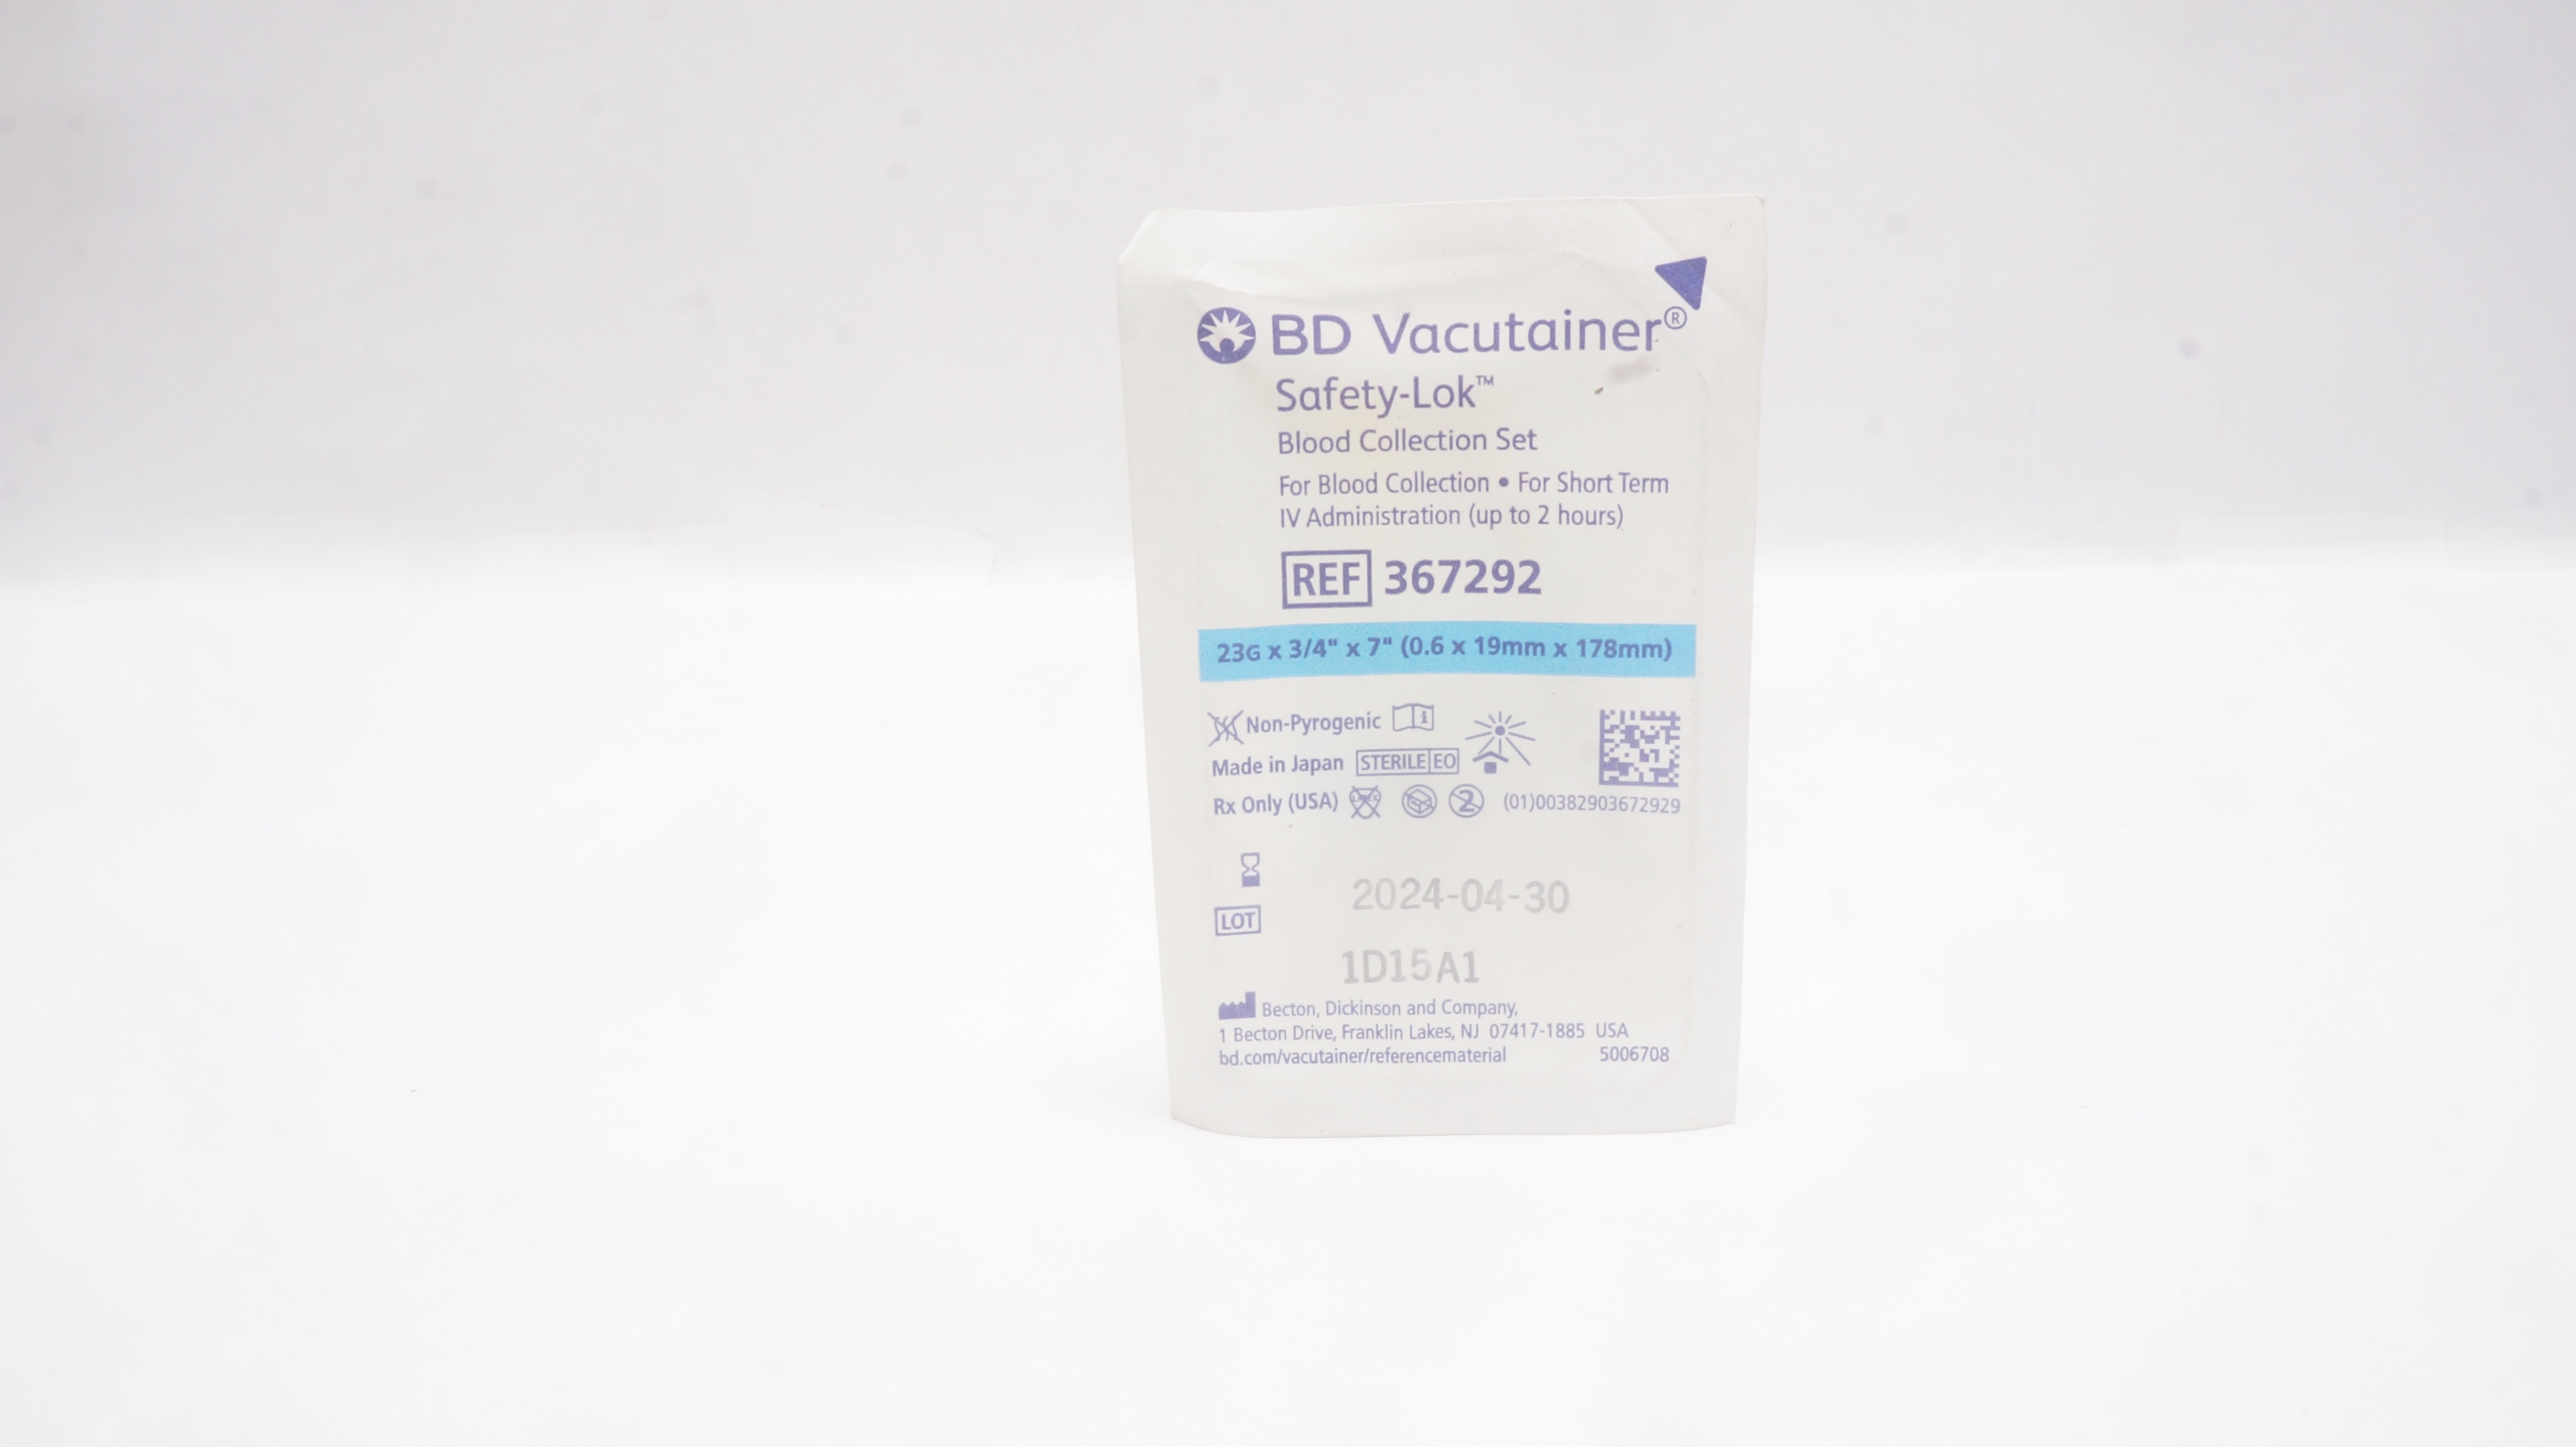 BD Vacutainer®
Safety-Lok™
Blood Collection Set
For Blood Collection • For Short Term
IV Administration (up to 2 hours)
REF 367292
23G x 3/4" x 7" (0.6 x 19mm x 178mm)
Non-Pyrogenic
Made in Japan STERILE EO
Rx Only (USA) LATEX 2 (01)00382903672929
2024-04-30
LOT
1D15A1
Becton, Dickinson and Company,
1 Becton Drive, Franklin Lakes, NJ 07417-1885 USA
bd.com/vacutainer/referencematerial 5006708